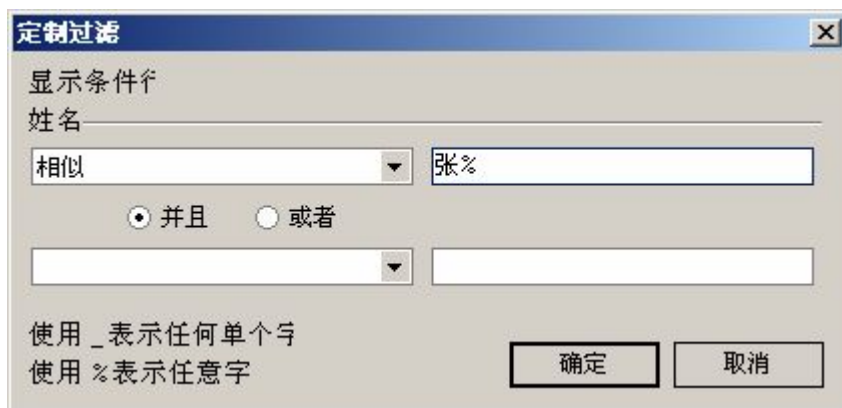 定制过滤
显示条件行
姓名
相似 张%
并且 或者
使用 _表示任何单个字
使用 %表示任意字
确定 取消